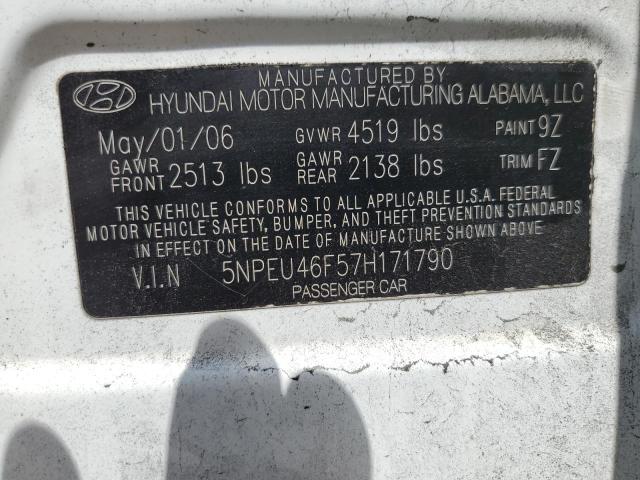 MANUFACTURED BY
HYUNDAI MOTOR MANUFACTURING ALABAMA, LLC
May/01/06 GVWR 4519 lbs PAINT 9Z
GAWR FRONT 2513 lbs GAWR REAR 2138 lbs TRIM FZ
THIS VEHICLE CONFORMS TO ALL APPLICABLE U.S.A. FEDERAL
MOTOR VEHICLE SAFETY, BUMPER, AND THEFT PREVENTION STANDARDS
IN EFFECT ON THE DATE OF MANUFACTURE SHOWN ABOVE.
V.I.N 5NPEU46F57H171790
PASSENGER CAR